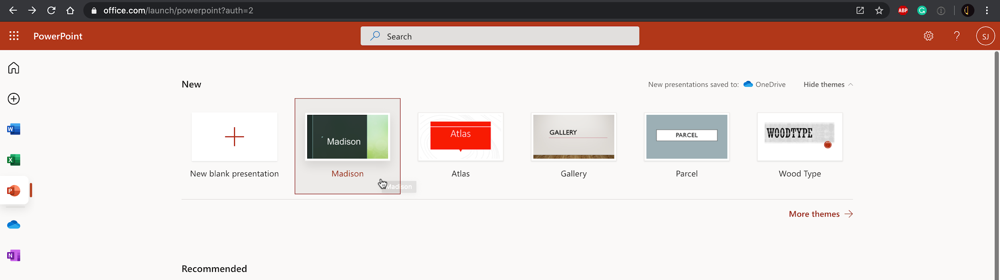 office.com/launch/powerpoint?auth=2
ABP
G
PowerPoint
Search
?
SJ
New
New presentations saved to: OneDrive
Hide themes
Madison
Atlas
GALLERY
PARCEL
WOODTYPE
New blank presentation
Madison
Atlas
Gallery
Parcel
Wood Type
Madison
W
X
P
N
More themes
Recommended